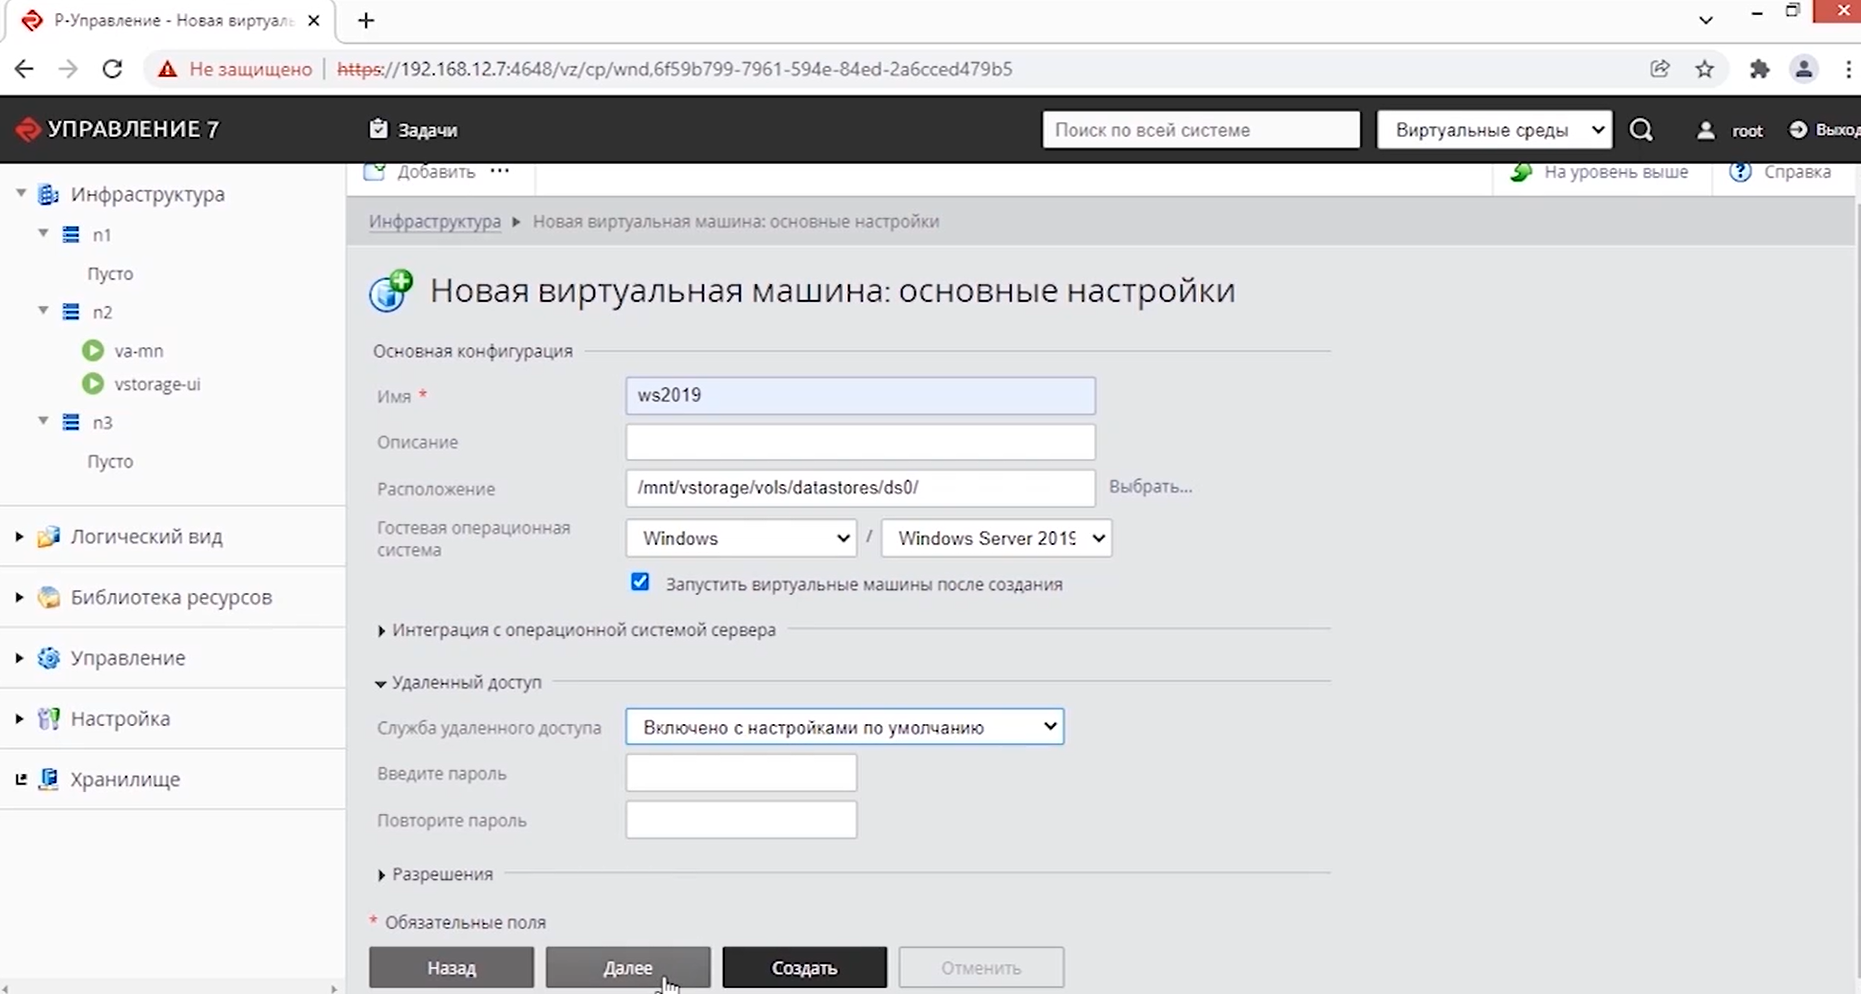 Р-Управление - Новая виртуаль
Не защищено
https://192.168.12.7:4648/vz/cp/wnd,6f59b799-7961-594e-84ed-2a6cced479b5
УПРАВЛЕНИЕ 7
Задачи
Поиск по всей системе
Виртуальные среды
root
Выход
Добавить ...
На уровень выше
Справка
Инфраструктура
n1
Пусто
n2
va-mn
vstorage-ui
n3
Пусто
Логический вид
Библиотека ресурсов
Управление
Настройка
Хранилище
Инфраструктура
Новая виртуальная машина: основные настройки
Новая виртуальная машина: основные настройки
Основная конфигурация
Имя * ws2019
Описание
Расположение /mnt/vstorage/vols/datastores/ds0/ Выбрать...
Гостевая операционная
система
Windows / Windows Server 2019
Запустить виртуальные машины после создания
Интеграция с операционной системой сервера
Удаленный доступ
Служба удаленного доступа Включено с настройками по умолчанию
Введите пароль
Повторите пароль
Разрешения
* Обязательные поля
Назад Далее Создать Отменить